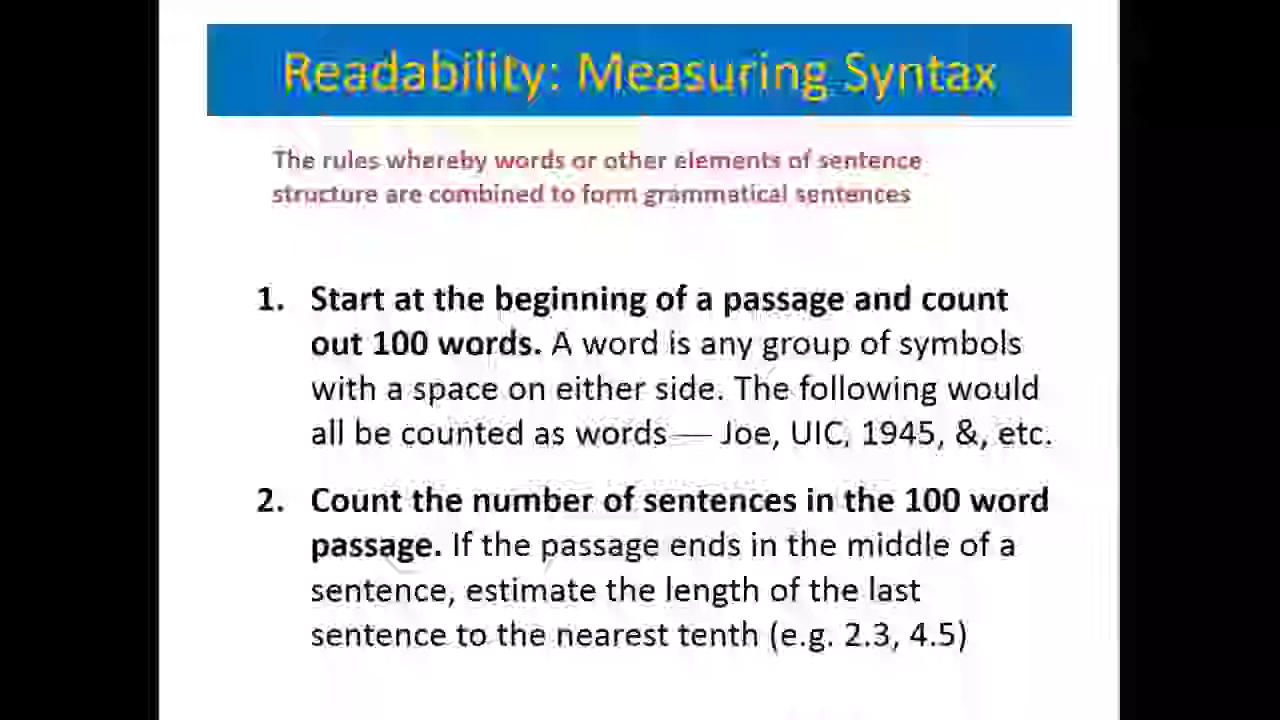 Readability: Measuring Syntax
The rules whereby words or other elements of sentence
structure are combined to form grammatical sentences
1. Start at the beginning of a passage and count
out 100 words. A word is any group of symbols
with a space on either side. The following would
all be counted as words — Joe, UIC, 1945, &, etc.
2. Count the number of sentences in the 100 word
passage. If the passage ends in the middle of a
sentence, estimate the length of the last
sentence to the nearest tenth (e.g. 2.3, 4.5)